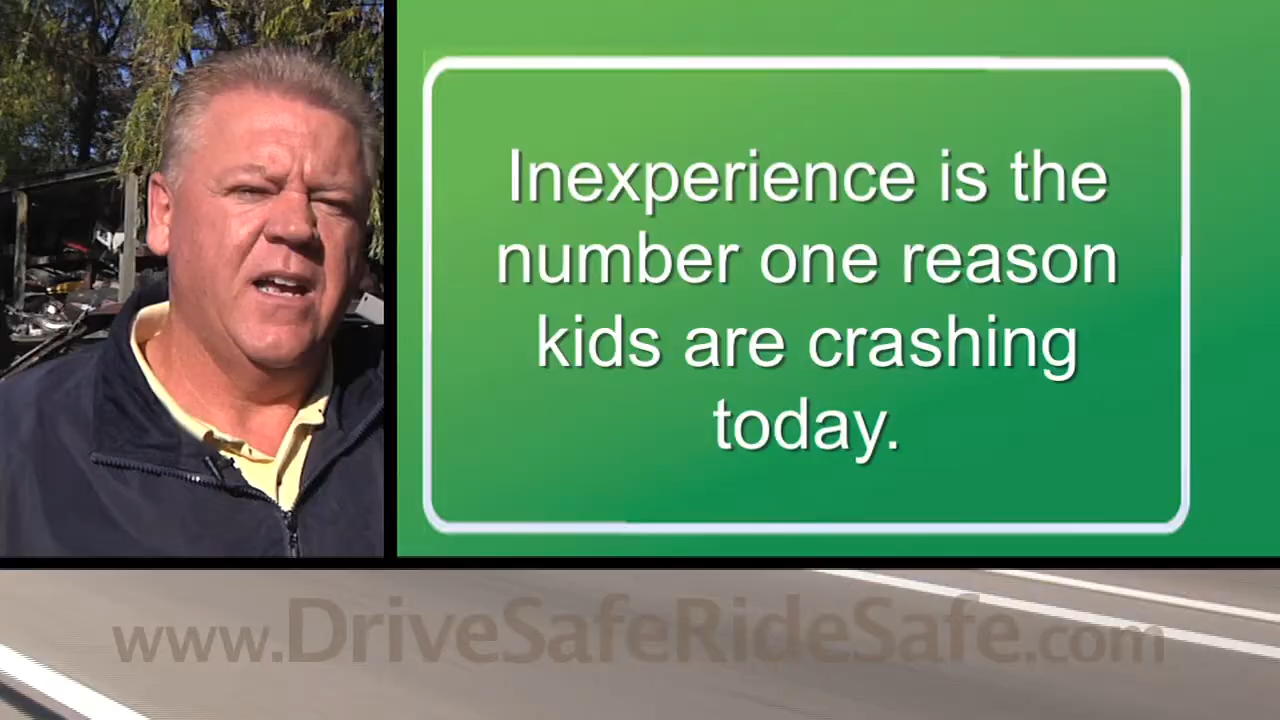 Inexperience is the
number one reason
kids are crashing
today.
www.DriveSafeRideSafe.com